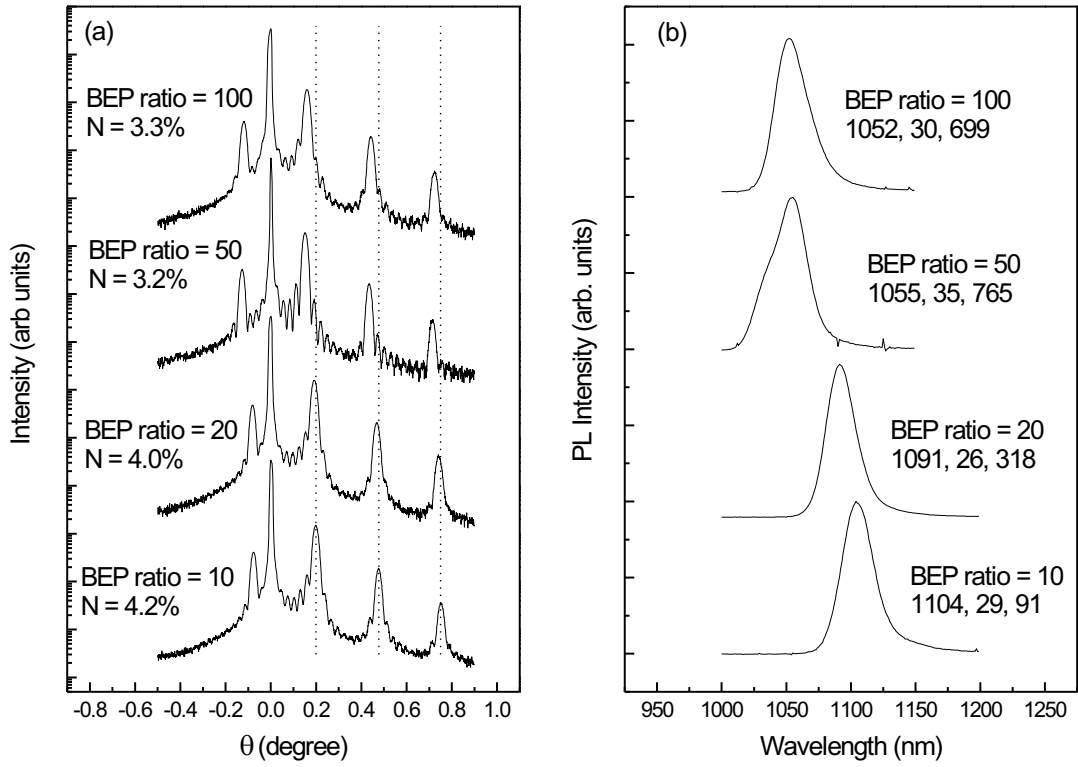 (a)
BEP ratio = 100
N = 3.3%
BEP ratio = 50
N = 3.2%
BEP ratio = 20
N = 4.0%
BEP ratio = 10
N = 4.2%
Intensity (arb units)
-0.8 -0.6 -0.4 -0.2 0.0 0.2 0.4 0.6 0.8 1.0
θ (degree)
(b)
BEP ratio = 100
1052, 30, 699
BEP ratio = 50
1055, 35, 765
BEP ratio = 20
1091, 26, 318
BEP ratio = 10
1104, 29, 91
PL Intensity (arb. units)
950 1000 1050 1100 1150 1200 1250
Wavelength (nm)